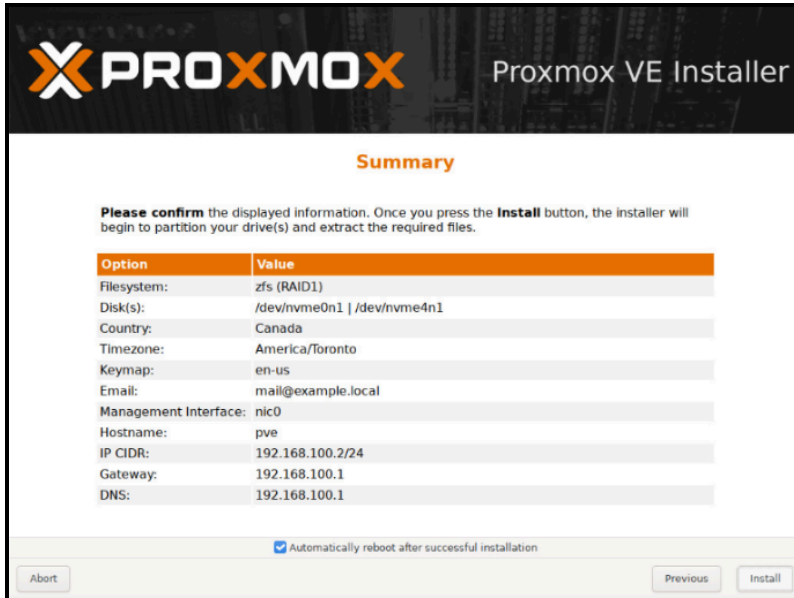 PROXMOX
Proxmox VE Installer
Summary
Please confirm the displayed information. Once you press the Install button, the installer will
begin to partition your drive(s) and extract the required files.
Option Value
Filesystem: zfs (RAID1)
Disk(s): /dev/nvme0n1 | /dev/nvme4n1
Country: Canada
Timezone: America/Toronto
Keymap: en-us
Email: mail@example.local
Management Interface: nic0
Hostname: pve
IP CIDR: 192.168.100.2/24
Gateway: 192.168.100.1
DNS: 192.168.100.1
Automatically reboot after successful installation
Abort Previous Install